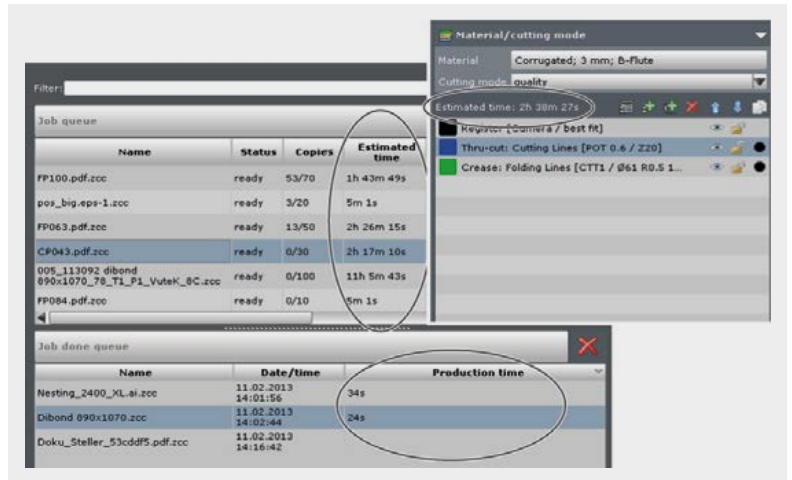 Material/cutting mode
Material Corrugated; 3 mm; B-Flute
Cutting mode quality
Estimated time: 2h 38m 27s
Register [Camera / best fit]
Thru-cut: Cutting Lines [POT 0.6 / Z20]
Crease: Folding Lines [CTT1 / Ø61 R0.5 1...
Filter:
Job queue
Name Status Copies Estimated time
FP100.pdf.zcc ready 53/70 1h 43m 49s
pos_big.eps-1.zcc ready 3/20 5m 1s
FP063.pdf.zcc ready 13/50 2h 26m 15s
CP043.pdf.zcc ready 0/30 2h 17m 10s
005_113092 dibond
890x1070_78_T1_P1_VuteK_8C.zcc ready 0/100 11h 5m 43s
FP084.pdf.zcc ready 0/10 5m 1s
Job done queue
Name Date/time Production time
Nesting_2400_XL.ai.zcc 11.02.2013 14:01:56 34s
Dibond 890x1070.zcc 11.02.2013 14:02:44 24s
Doku_Steller_53cddf5.pdf.zcc 11.02.2013 14:16:42